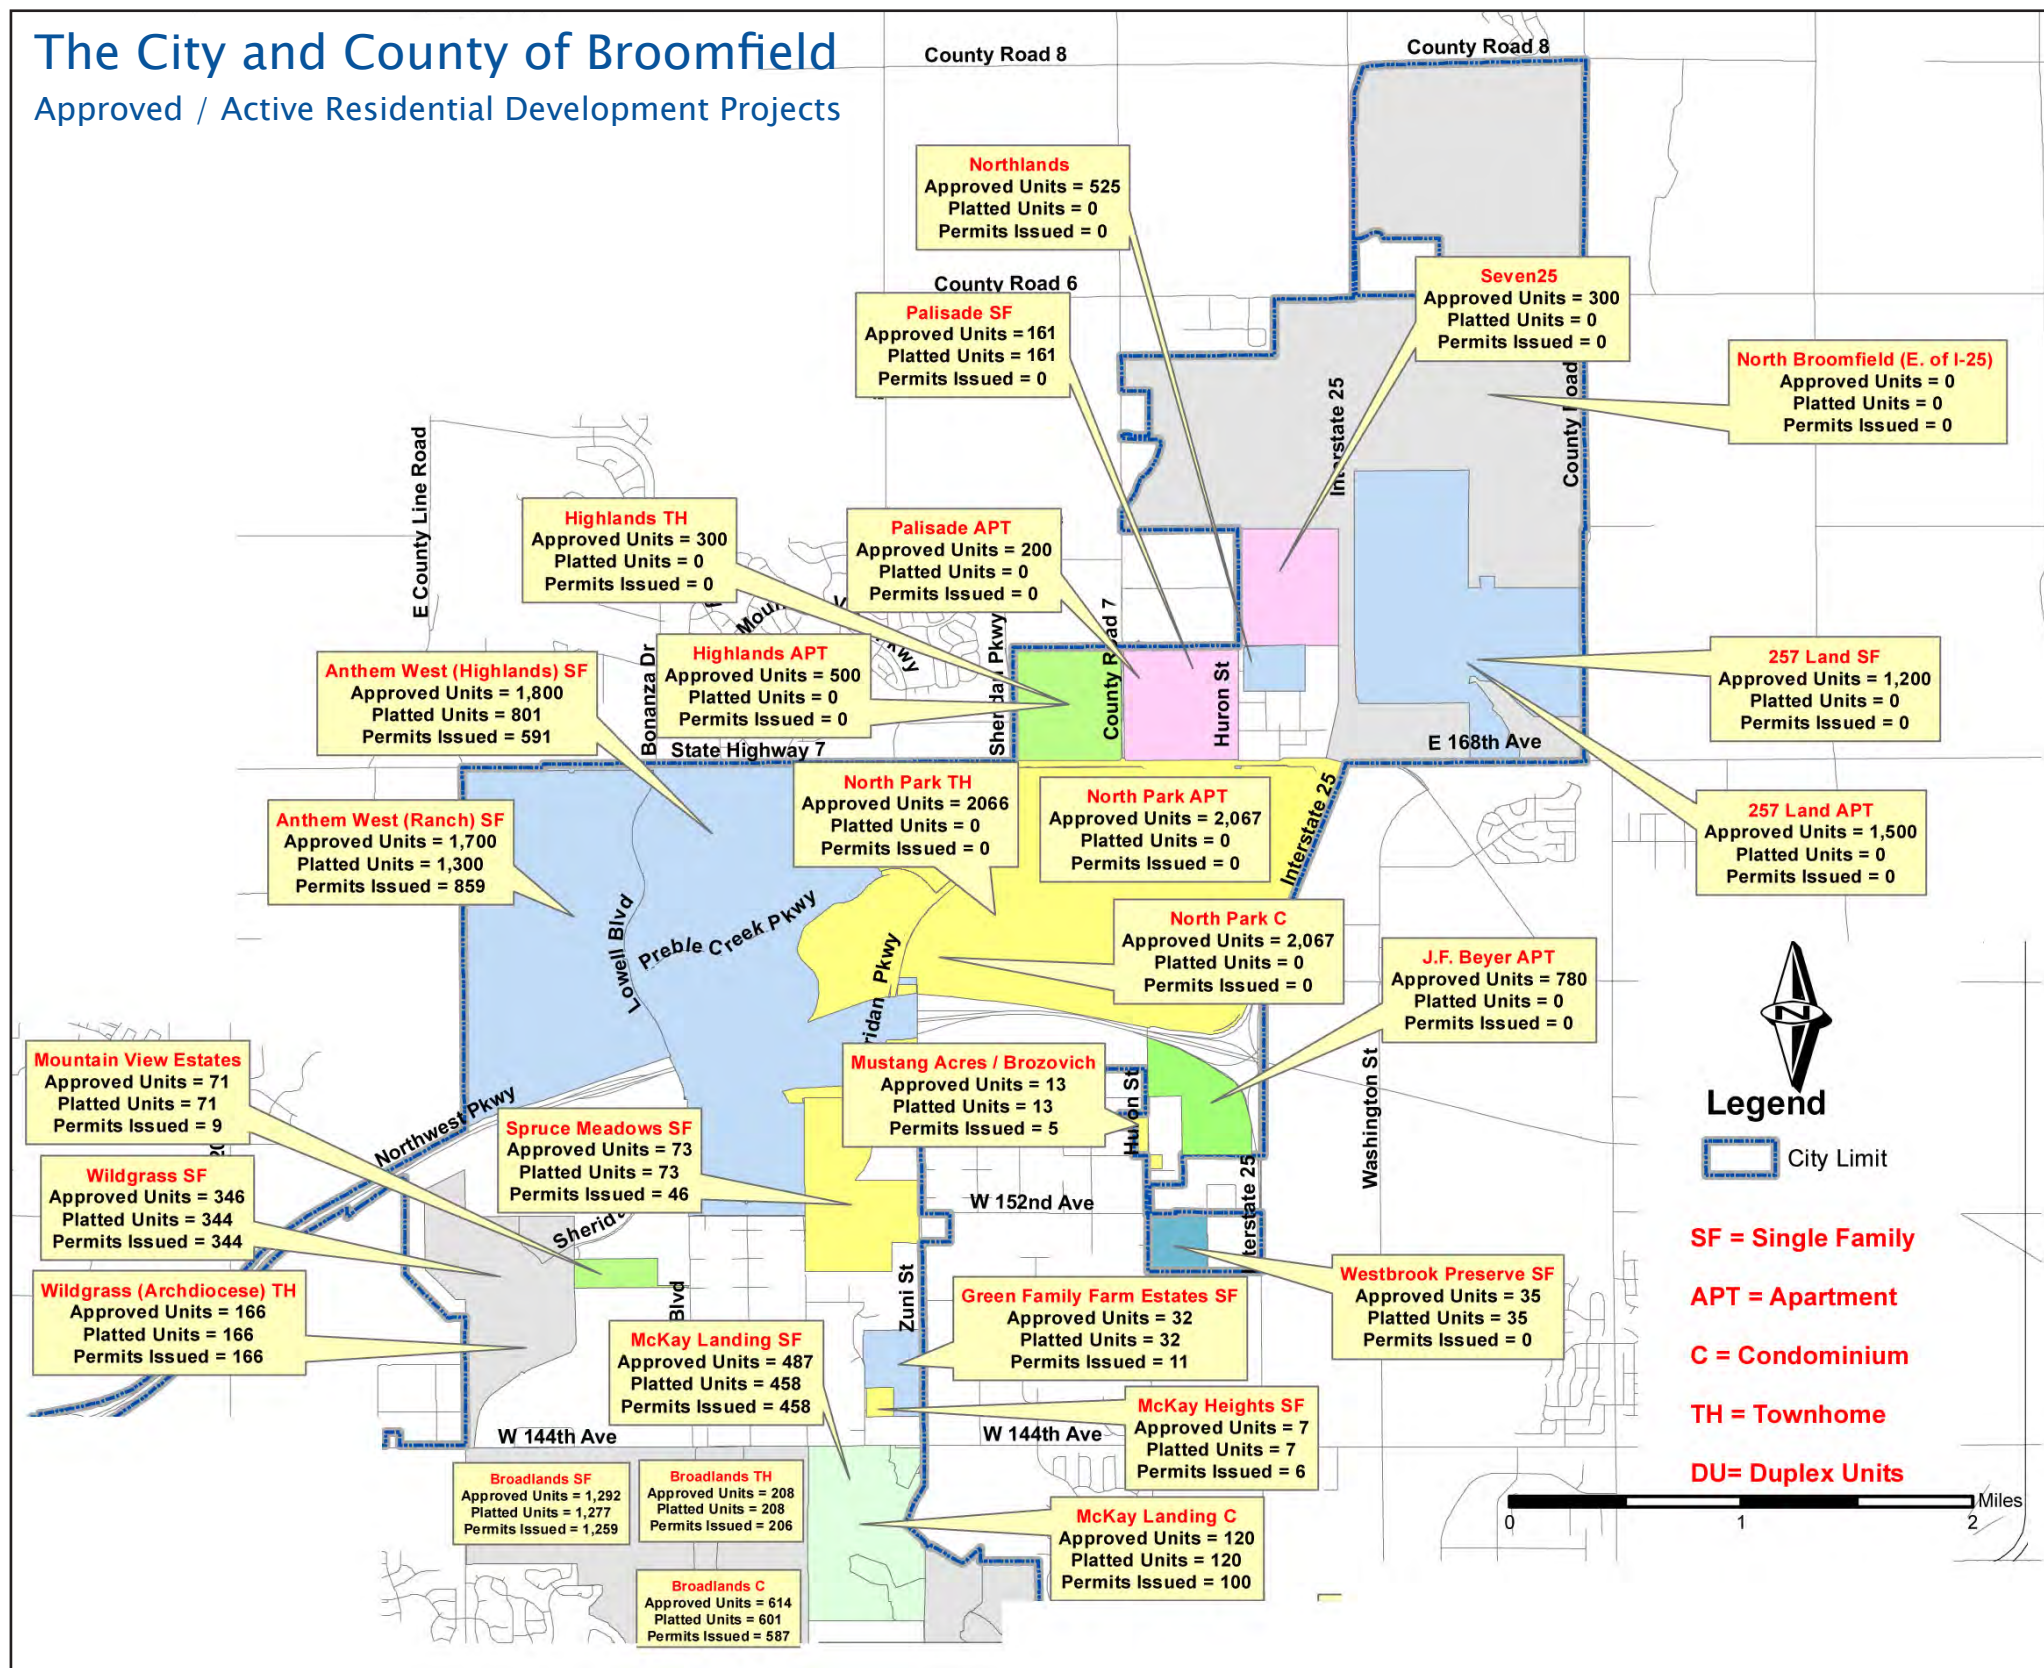 The City and County of Broomfield
Approved / Active Residential Development Projects
County Road 8
County Road 8
Northlands
Approved Units = 525
Platted Units = 0
Permits Issued = 0
County Road 6
Seven25
Approved Units = 300
Platted Units = 0
Permits Issued = 0
Palisade SF
Approved Units = 161
Platted Units = 161
Permits Issued = 0
North Broomfield (E. of I-25)
Approved Units = 0
Platted Units = 0
Permits Issued = 0
Interstate 25
County Road
E County Line Road
Highlands TH
Approved Units = 300
Platted Units = 0
Permits Issued = 0
Palisade APT
Approved Units = 200
Platted Units = 0
Permits Issued = 0
Pkwy
Bonanza Dr
Sheridan Pkwy
County Road 7
Huron St
Highlands APT
Approved Units = 500
Platted Units = 0
Permits Issued = 0
Anthem West (Highlands) SF
Approved Units = 1,800
Platted Units = 801
Permits Issued = 591
257 Land SF
Approved Units = 1,200
Platted Units = 0
Permits Issued = 0
State Highway 7
E 168th Ave
North Park TH
Approved Units = 2066
Platted Units = 0
Permits Issued = 0
North Park APT
Approved Units = 2,067
Platted Units = 0
Permits Issued = 0
Interstate 25
257 Land APT
Approved Units = 1,500
Platted Units = 0
Permits Issued = 0
Anthem West (Ranch) SF
Approved Units = 1,700
Platted Units = 1,300
Permits Issued = 859
Lowell Blvd
Preble Creek Pkwy
ridan Pkwy
North Park C
Approved Units = 2,067
Platted Units = 0
Permits Issued = 0
J.F. Beyer APT
Approved Units = 780
Platted Units = 0
Permits Issued = 0
N
Mountain View Estates
Approved Units = 71
Platted Units = 71
Permits Issued = 9
Northwest Pkwy
Mustang Acres / Brozovich
Approved Units = 13
Platted Units = 13
Permits Issued = 5
Huron St
Washington St
Legend
City Limit
Spruce Meadows SF
Approved Units = 73
Platted Units = 73
Permits Issued = 46
Wildgrass SF
Approved Units = 346
Platted Units = 344
Permits Issued = 344
W 152nd Ave
terstate 25
SF = Single Family
APT = Apartment
C = Condominium
TH = Townhome
DU= Duplex Units
Westbrook Preserve SF
Approved Units = 35
Platted Units = 35
Permits Issued = 0
Wildgrass (Archdiocese) TH
Approved Units = 166
Platted Units = 166
Permits Issued = 166
Blvd
Zuni St
Green Family Farm Estates SF
Approved Units = 32
Platted Units = 32
Permits Issued = 11
McKay Landing SF
Approved Units = 487
Platted Units = 458
Permits Issued = 458
McKay Heights SF
Approved Units = 7
Platted Units = 7
Permits Issued = 6
W 144th Ave
W 144th Ave
Broadlands SF
Approved Units = 1,292
Platted Units = 1,277
Permits Issued = 1,259
Broadlands TH
Approved Units = 208
Platted Units = 208
Permits Issued = 206
McKay Landing C
Approved Units = 120
Platted Units = 120
Permits Issued = 100
Broadlands C
Approved Units = 614
Platted Units = 601
Permits Issued = 587
Miles
0 1 2